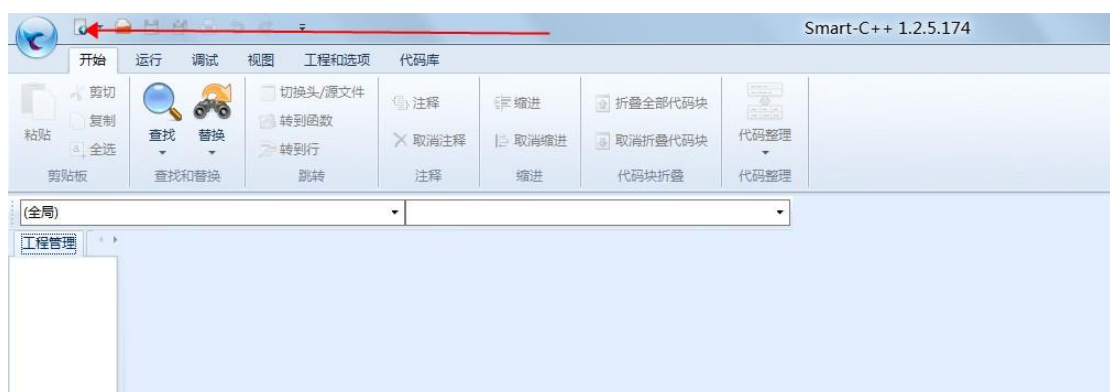 Smart-C++ 1.2.5.174
开始 运行 调试 视图 工程和选项 代码库
粘贴 剪切 复制 全选
剪贴板
查找 替换
查找和替换
切换头/源文件
转到函数
转到行
跳转
注释
取消注释
注释
缩进
取消缩进
缩进
折叠全部代码块
取消折叠代码块
代码块折叠
代码整理
代码整理
(全局)
工程管理